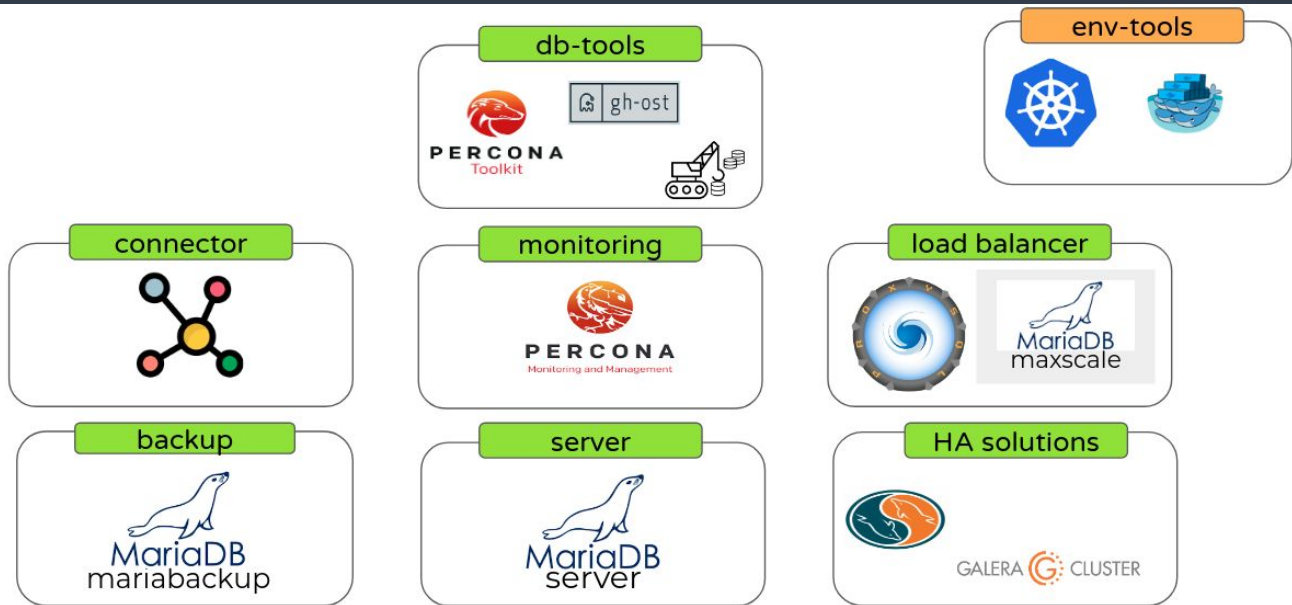 db-tools
PERCONA
Toolkit
gh-ost
env-tools
connector
monitoring
PERCONA
Monitoring and Management
load balancer
PROXYSQL
MariaDB
maxscale
backup
MariaDB
mariabackup
server
MariaDB
server
HA solutions
GALERA G CLUSTER